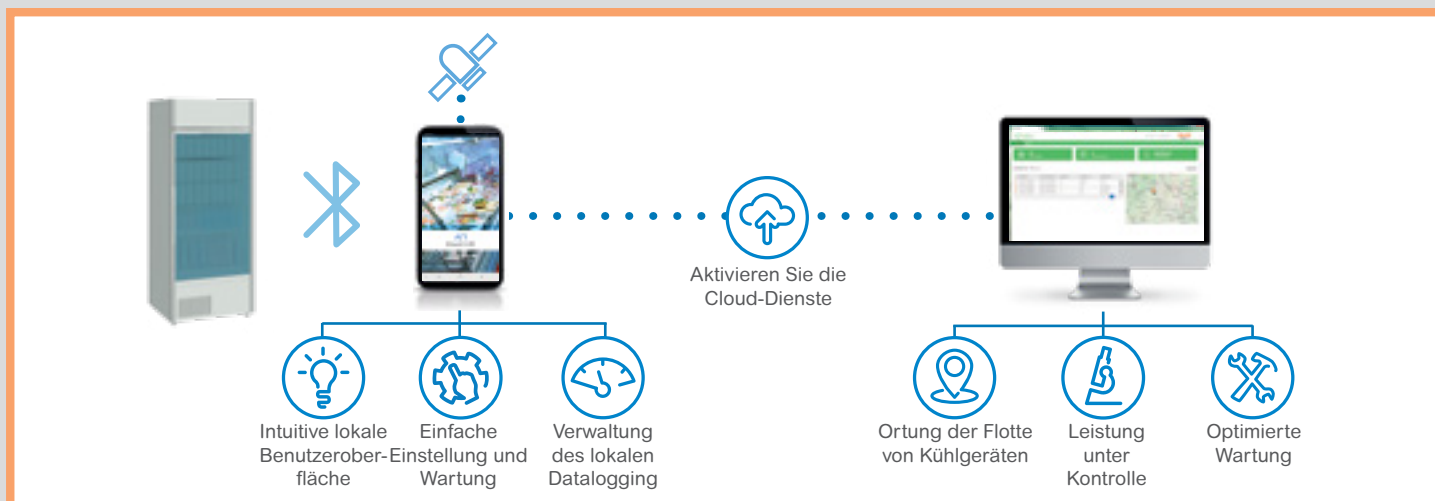 Aktivieren Sie die
Cloud-Dienste
Intuitive lokale
Benutzerober-
fläche
Einfache
Einstellung und
Wartung
Verwaltung
des lokalen
Datalogging
Ortung der Flotte
von Kühlgeräten
Leistung
unter
Kontrolle
Optimierte
Wartung